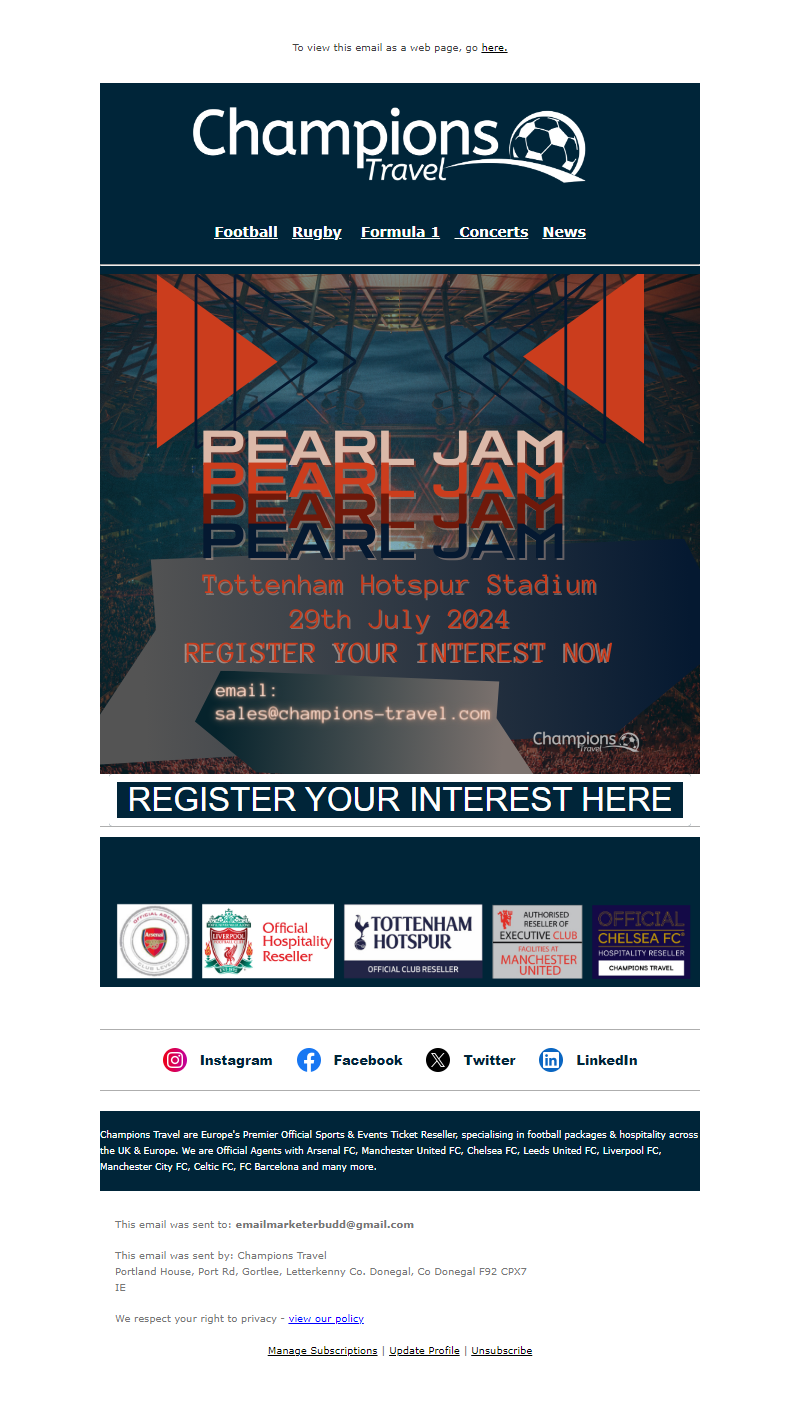 To view this email as a web page, go here.
Champions
Travel
Football Rugby Formula 1 Concerts News
PEARL JAM
PEARL JAM
PEARL JAM
PEARL JAM
Tottenham Hotspur Stadium
29th July 2024
REGISTER YOUR INTEREST NOW
email:
sales@champions-travel.com
Champions
Travel
REGISTER YOUR INTEREST HERE
OFFICIAL AGENT
Arsenal
CLUB LEVEL
LIVERPOOL
Official
Hospitality
Reseller
TOTTENHAM
HOTSPUR
OFFICIAL CLUB RESELLER
AUTHORISED
RESELLER OF
EXECUTIVE CLUB
FACILITIES AT
MANCHESTER
UNITED
OFFICIAL
CHELSEA FC
HOSPITALITY RESELLER
CHAMPIONS TRAVEL
Instagram Facebook Twitter LinkedIn
Champions Travel are Europe's Premier Official Sports & Events Ticket Reseller, specialising in football packages & hospitality across
the UK & Europe. We are Official Agents with Arsenal FC, Manchester United FC, Chelsea FC, Leeds United FC, Liverpool FC,
Manchester City FC, Celtic FC, FC Barcelona and many more.
This email was sent to: emailmarketerbudd@gmail.com
This email was sent by: Champions Travel
Portland House, Port Rd, Gortlee, Letterkenny Co. Donegal, Co Donegal F92 CPX7
IE
We respect your right to privacy - view our policy
Manage Subscriptions | Update Profile | Unsubscribe